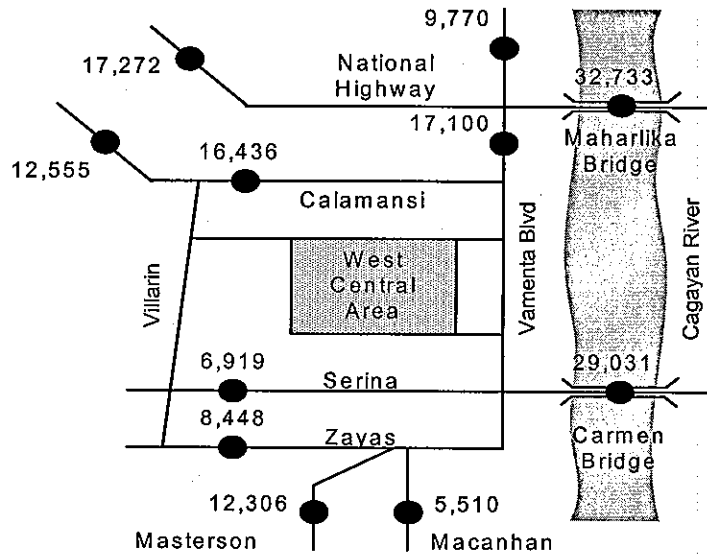 9,770
17,272
National
Highway
32,733
17,100
Maharlika
Bridge
12,555
16,436
Calamansi
Villarin
West
Central
Area
Vamenta Blvd
Cagayan River
6,919
Serina
29,031
8,448
Zayas
Carmen
Bridge
12,306
5,510
Masterson
Macanhan